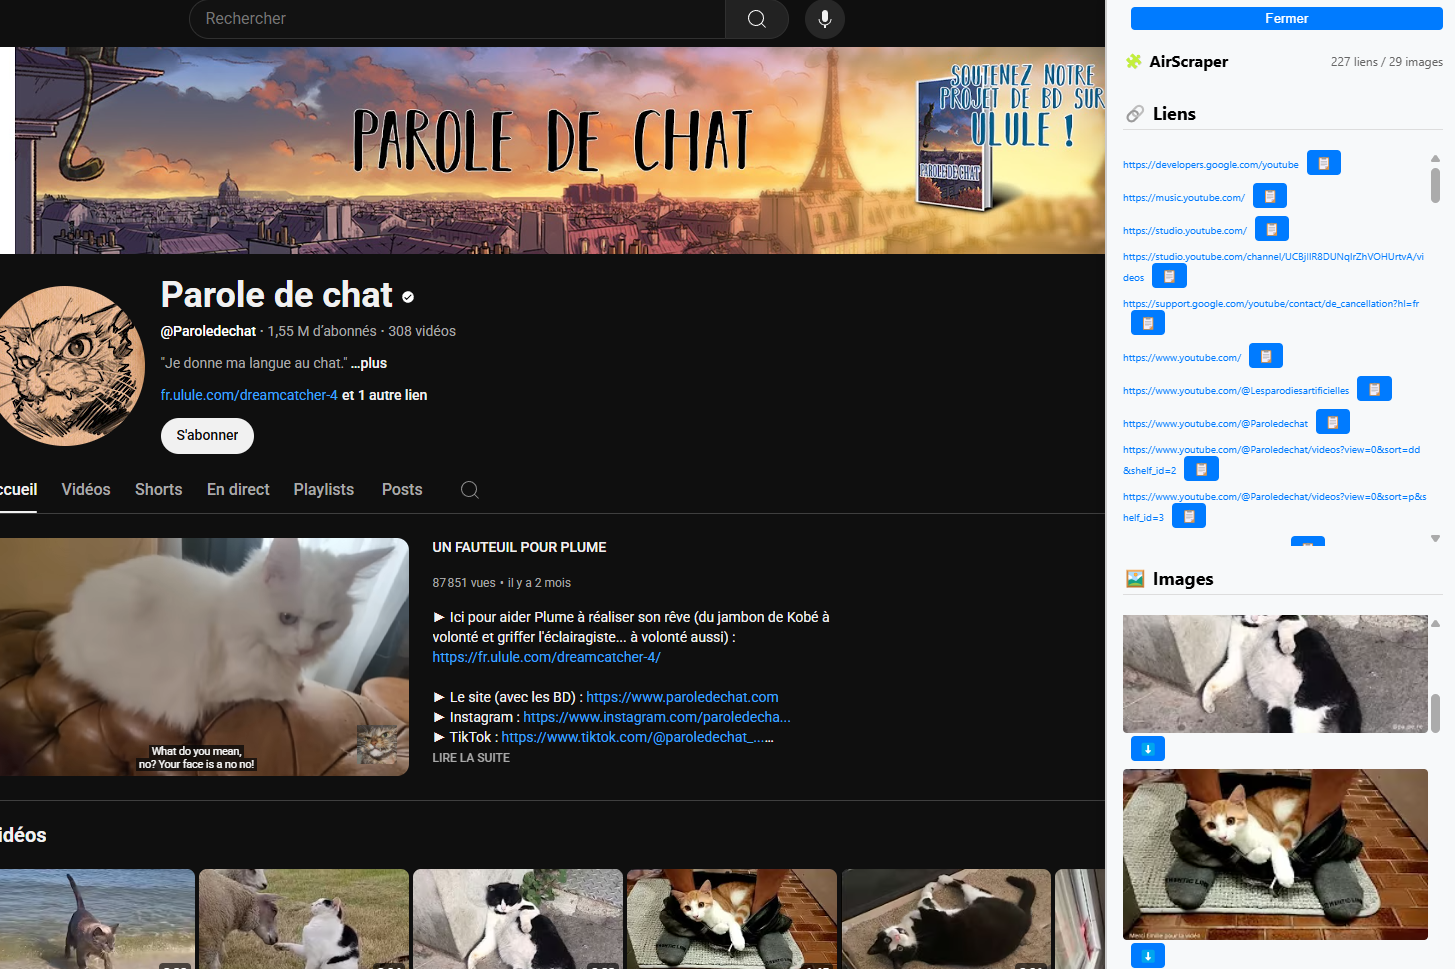 Rechercher
PAROLE DE CHAT
SOUTENEZ NOTRE
PROJET DE BD SUR
ULULE !
PAROLE DE CHAT
Parole de chat
@Paroledechat • 1,55 M d’abonnés • 308 vidéos
"Je donne ma langue au chat." ...plus
fr.ulule.com/dreamcatcher-4 et 1 autre lien
S'abonner
ccueil
Vidéos
Shorts
En direct
Playlists
Posts
What do you mean,
no? Your face is a no no!
UN FAUTEUIL POUR PLUME
87 851 vues • il y a 2 mois
► Ici pour aider Plume à réaliser son rêve (du jambon de Kobé à
volonté et griffer l'éclairagiste... à volonté aussi) :
https://fr.ulule.com/dreamcatcher-4/
► Le site (avec les BD) : https://www.paroledechat.com
► Instagram : https://www.instagram.com/paroledecha...
► TikTok : https://www.tiktok.com/@paroledechat_......
LIRE LA SUITE
idéos
Fermer
AirScraper
227 liens / 29 images
Liens
https://developers.google.com/youtube
https://music.youtube.com/
https://studio.youtube.com/
https://studio.youtube.com/channel/UCBjIlR8DUNqlrZhVOHUrtvA/vi
deos
https://support.google.com/youtube/contact/de_cancellation?hl=fr
https://www.youtube.com/
https://www.youtube.com/@Lesparodiesartificielles
https://www.youtube.com/@Paroledechat
https://www.youtube.com/@Paroledechat/videos?view=0&sort=dd
&shelf_id=2
https://www.youtube.com/@Paroledechat/videos?view=0&sort=p&s
helf_id=3
Images
Merci Emilie pour la vidéo